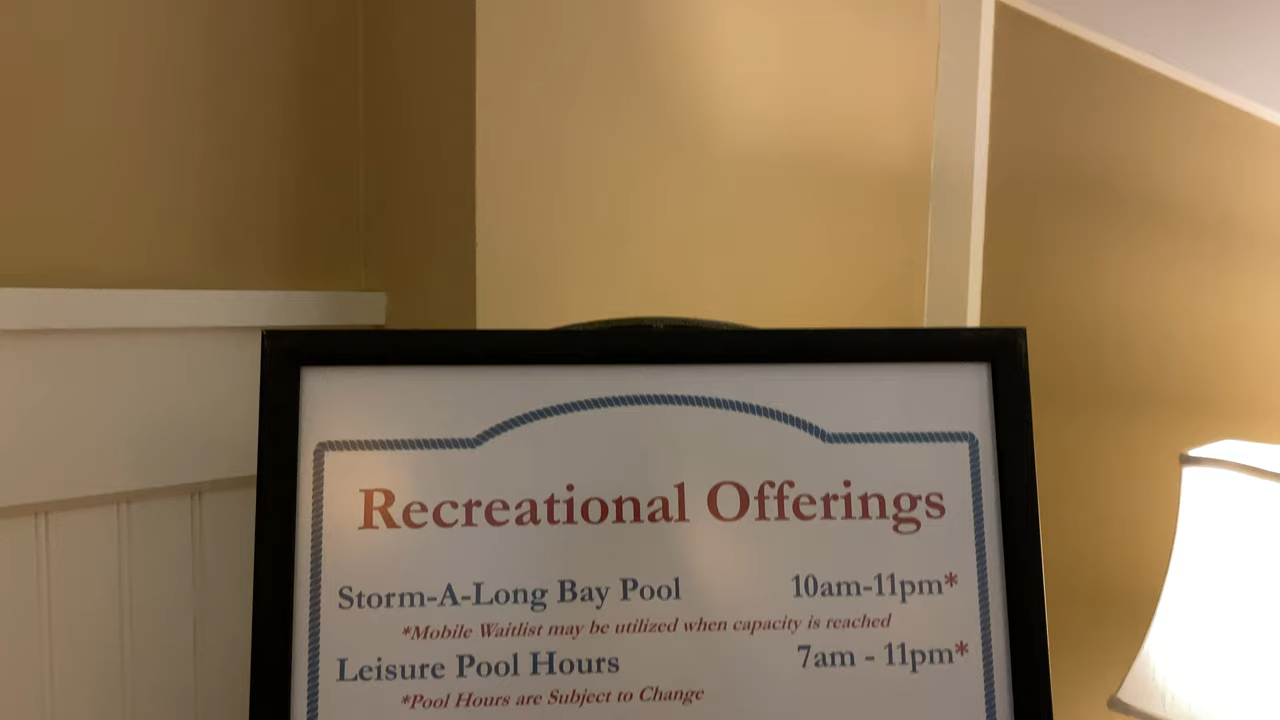 Recreational Offerings
Storm-A-Long Bay Pool 10am-11pm*
*Mobile Waitlist may be utilized when capacity is reached
Leisure Pool Hours 7am - 11pm*
*Pool Hours are Subject to Change